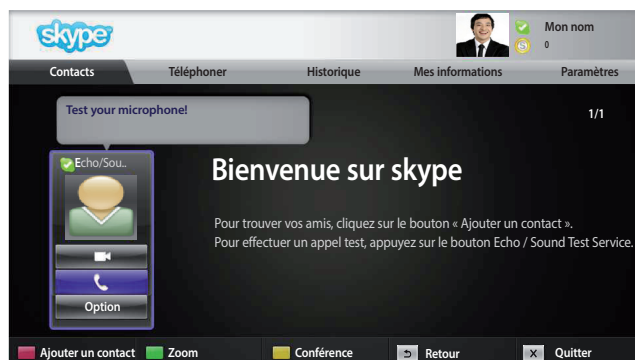 skype
Mon nom
S
0
Contacts
Téléphoner
Historique
Mes informations
Paramètres
Test your microphone!
1/1
Echo/Sou..
Bienvenue sur skype
Pour trouver vos amis, cliquez sur le bouton « Ajouter un contact ».
Pour effectuer un appel test, appuyez sur le bouton Echo / Sound Test Service.
Option
Ajouter un contact
Zoom
Conférence
Retour
X
Quitter